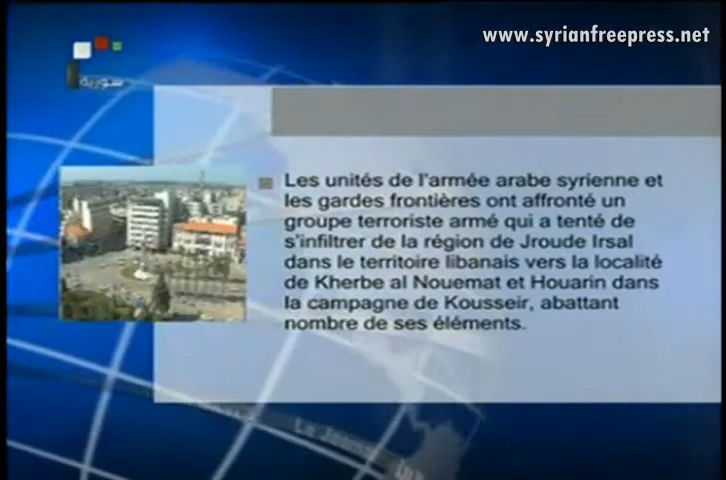 www.syrianfreepress.net
سورية
Les unités de l'armée arabe syrienne et
les gardes frontières ont affronté un
groupe terroriste armé qui a tenté de
s'infiltrer de la région de Jroude Irsal
dans le territoire libanais vers la localité
de Kherbe al Nouemat et Houarin dans
la campagne de Kousseir, abattant
nombre de ses éléments.
Le Journal